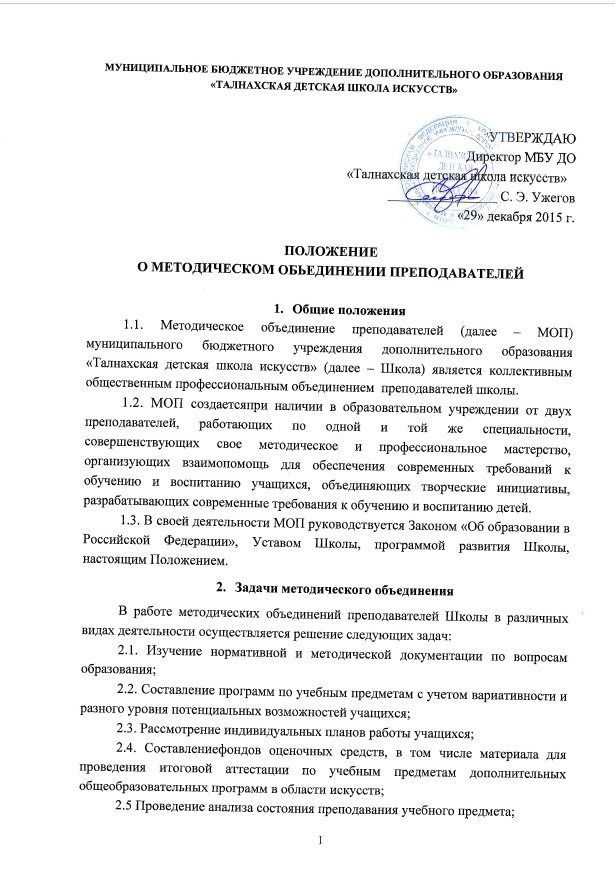 МУНИЦИПАЛЬНОЕ БЮДЖЕТНОЕ УЧРЕЖДЕНИЕ ДОПОЛНИТЕЛЬНОГО ОБРАЗОВАНИЯ
«ТАЛНАХСКАЯ ДЕТСКАЯ ШКОЛА ИСКУССТВ»
УТВЕРЖДАЮ
Директор МБУ ДО
«Талнахская детская школа искусств»
С. Э. Ужегов
«29» декабря 2015 г.
ПОЛОЖЕНИЕ
О МЕТОДИЧЕСКОМ ОБЬЕДИНЕНИИ ПРЕПОДАВАТЕЛЕЙ
1. Общие положения
1.1. Методическое объединение преподавателей (далее – МОП)
муниципального бюджетного учреждения дополнительного образования
«Талнахская детская школа искусств» (далее – Школа) является коллективным
общественным профессиональным объединением преподавателей школы.
1.2. МОП создаетсяпри наличии в образовательном учреждении от двух
преподавателей, работающих по одной и той же специальности,
совершенствующих свое методическое и профессиональное мастерство,
организующих взаимопомощь для обеспечения современных требований к
обучению и воспитанию учащихся, объединяющих творческие инициативы,
разрабатывающих современные требования к обучению и воспитанию детей.
1.3. В своей деятельности МОП руководствуется Законом «Об образовании в
Российской Федерации», Уставом Школы, программой развития Школы,
настоящим Положением.
2. Задачи методического объединения
В работе методических объединений преподавателей Школы в различных
видах деятельности осуществляется решение следующих задач:
2.1. Изучение нормативной и методической документации по вопросам
образования;
2.2. Составление программ по учебным предметам с учетом вариативности и
разного уровня потенциальных возможностей учащихся;
2.3. Рассмотрение индивидуальных планов работы учащихся;
2.4. Составлениефондов оценочных средств, в том числе материала для
проведения итоговой аттестации по учебным предметам дополнительных
общеобразовательных программ в области искусств;
2.5 Проведение анализа состояния преподавания учебного предмета;
1